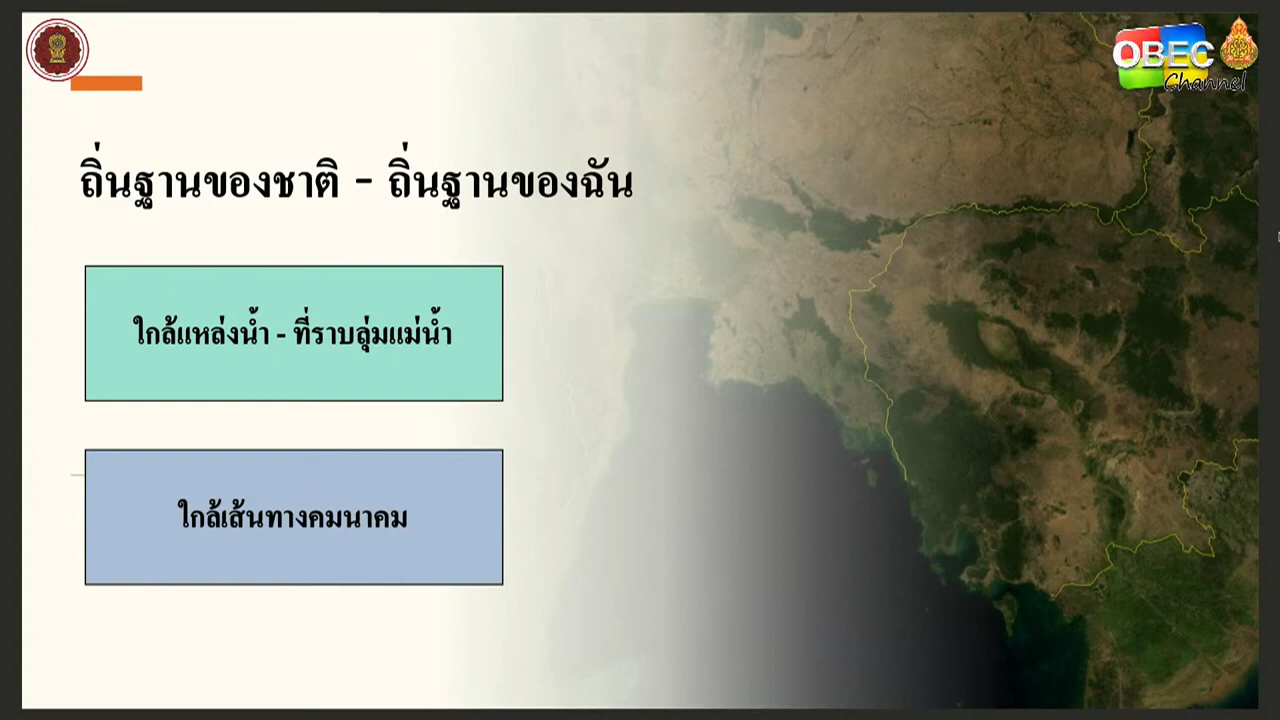 OBEC
Channel
ถิ่นฐานของชาติ - ถิ่นฐานของฉัน
ใกล้แหล่งน้ำ - ที่ราบลุ่มแม่น้ำ
ใกล้เส้นทางคมนาคม